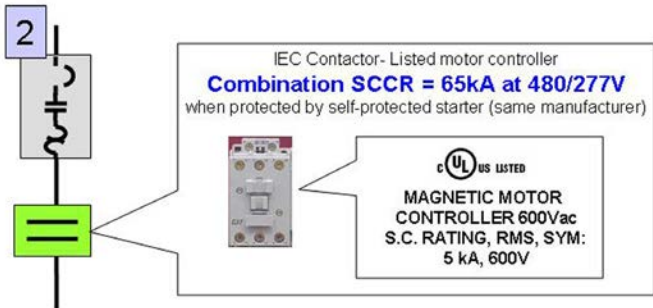 2
IEC Contactor- Listed motor controller
Combination SCCR = 65kA at 480/277V
when protected by self-protected starter (same manufacturer)
C UL US LISTED
MAGNETIC MOTOR
CONTROLLER 600Vac
S.C. RATING, RMS, SYM:
5 kA, 600V